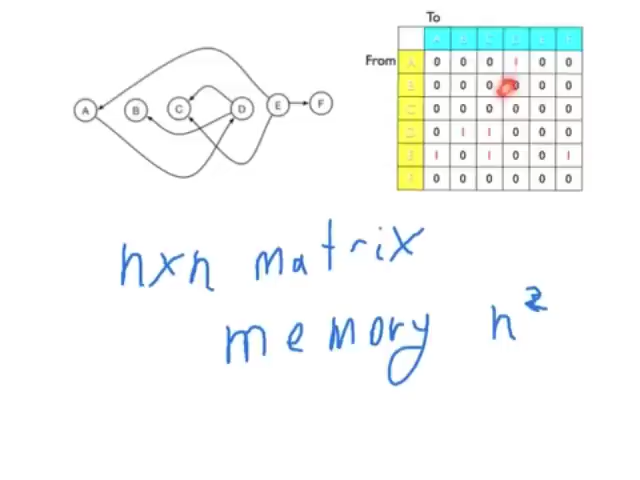 To
A B C D E F
From A 0 0 0 1 0 0
B 0 0 0 0 0 0
C 0 0 0 0 0 0
D 0 1 1 0 0 0
E 1 0 1 0 0 1
F 0 0 0 0 0 0
A B C D E F
n x n matrix
memory n²